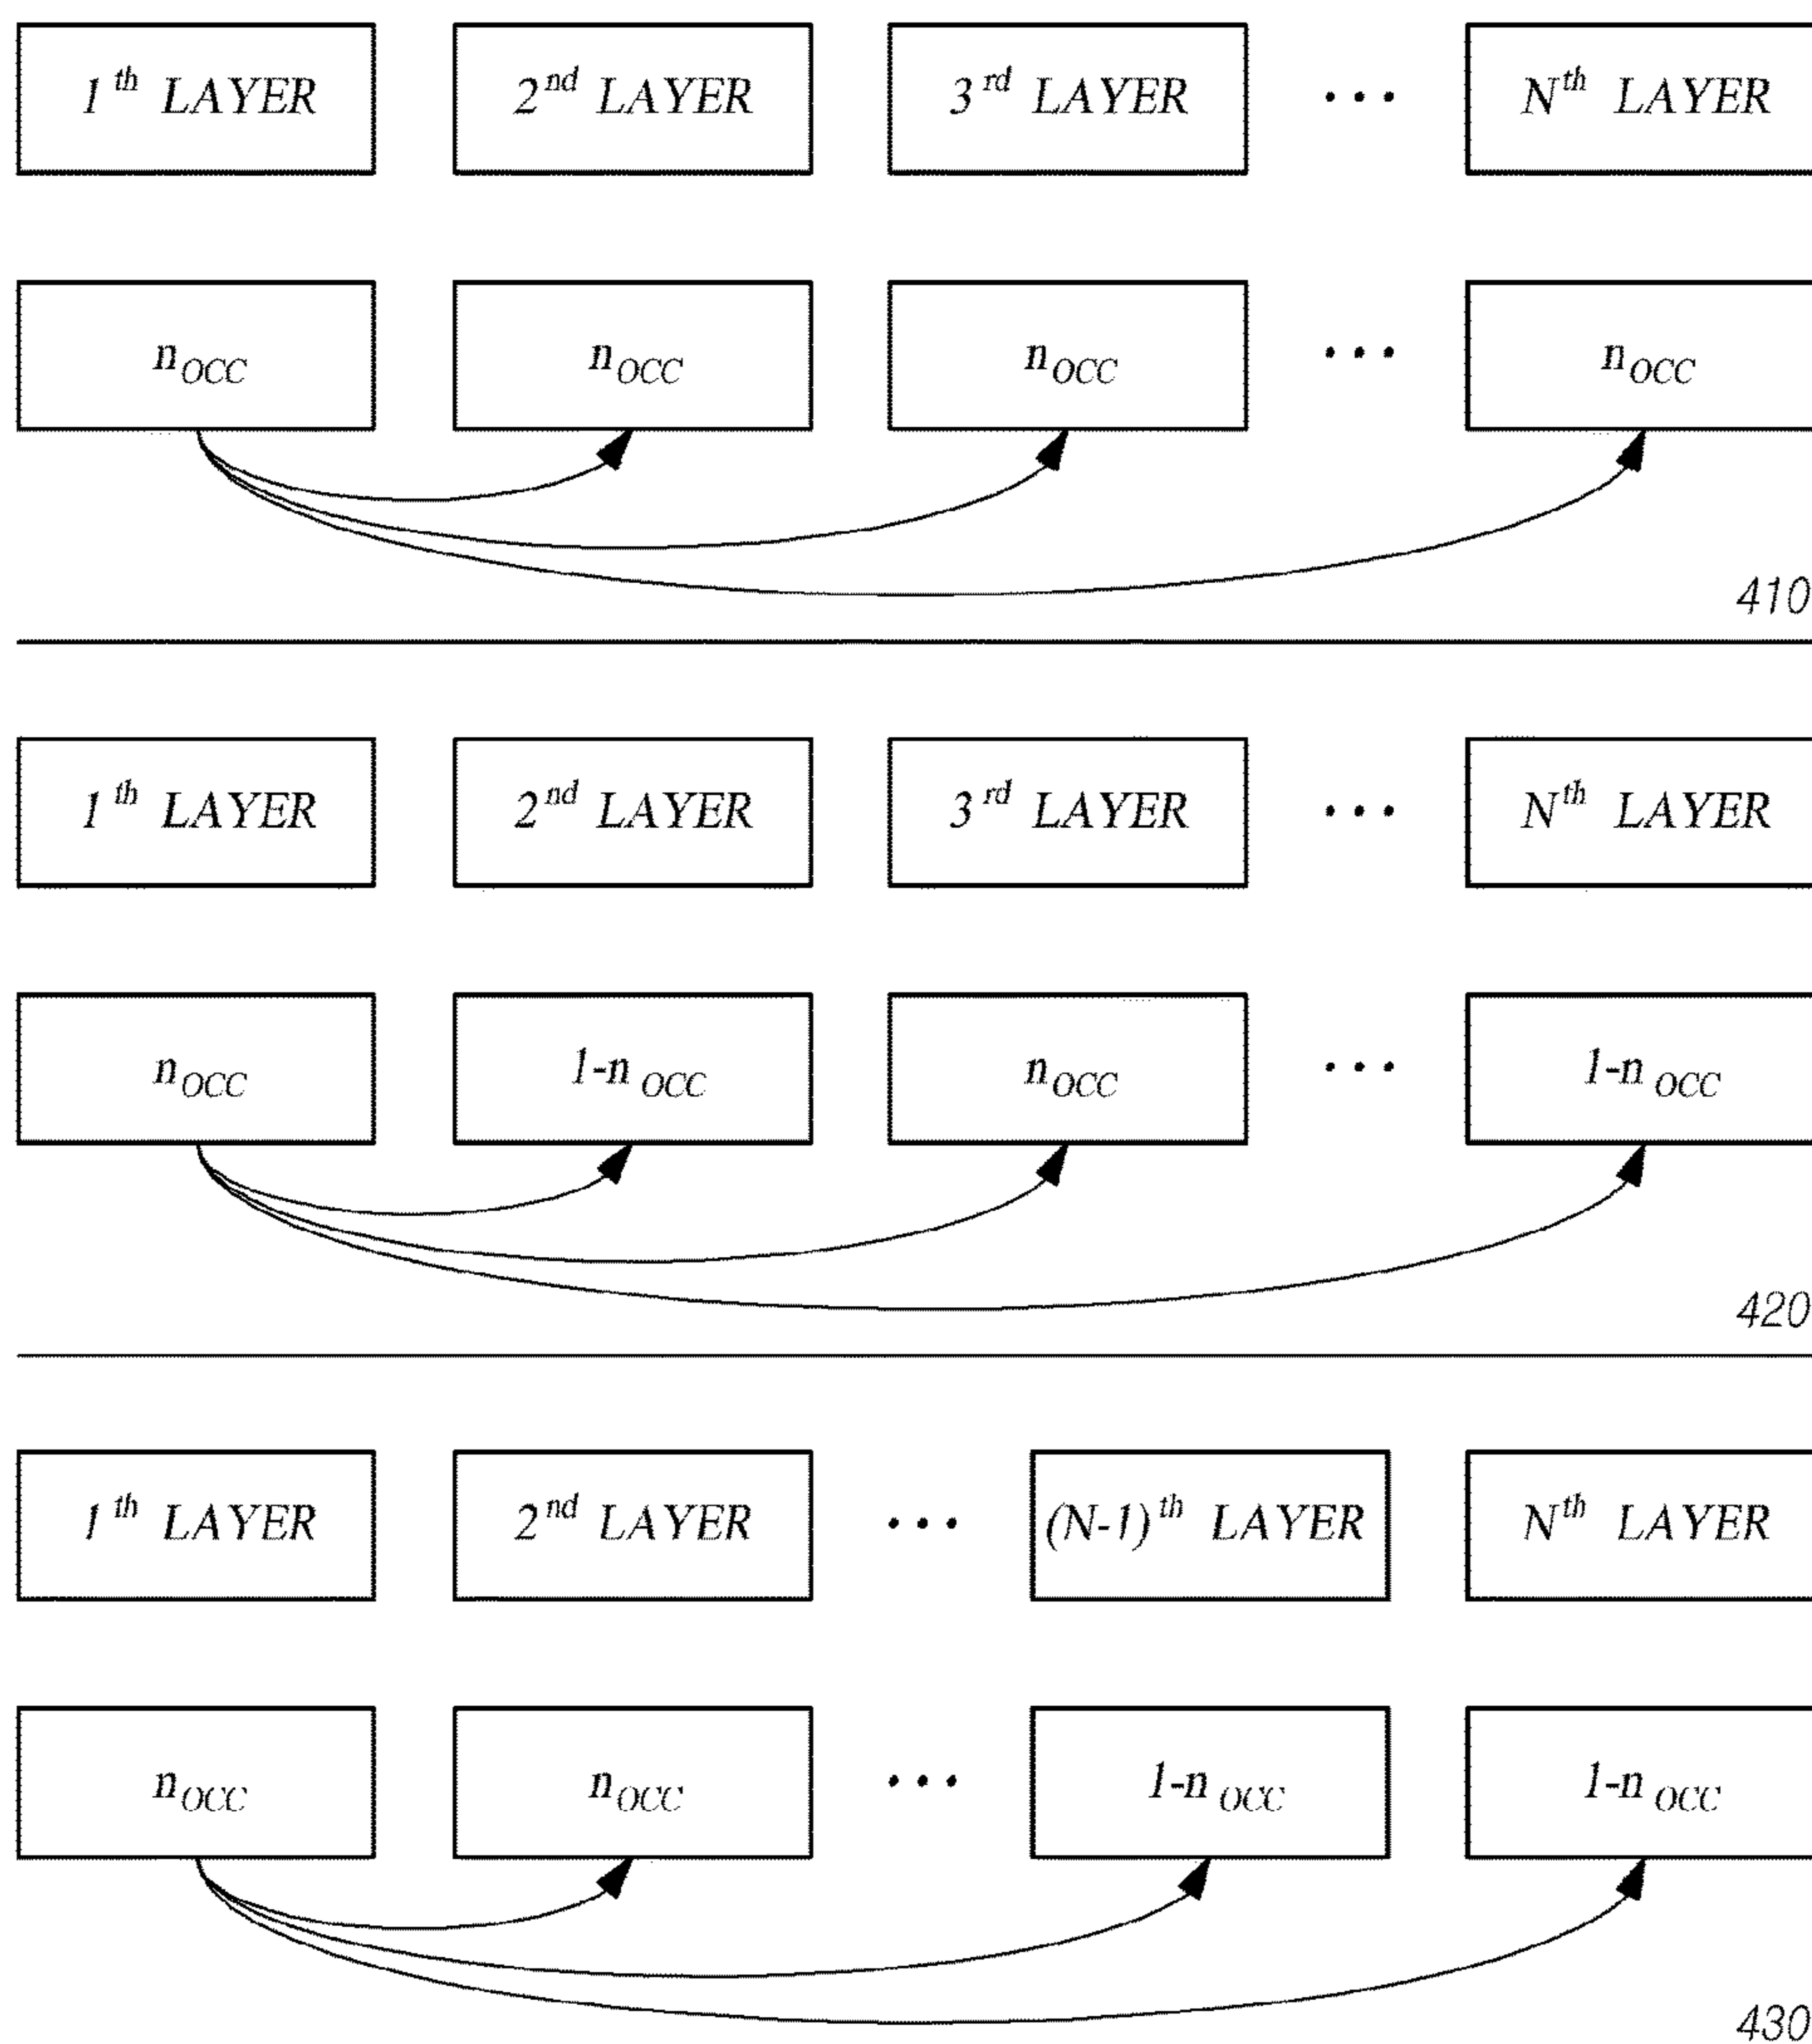 1th LAYER 2nd LAYER 3rd LAYER ••• Nth LAYER
nOCC nOCC nOCC ••• nOCC
410
1th LAYER 2nd LAYER 3rd LAYER ••• Nth LAYER
nOCC 1-nOCC nOCC ••• 1-nOCC
420
1th LAYER 2nd LAYER ••• (N-1)th LAYER Nth LAYER
nOCC nOCC ••• 1-nOCC 1-nOCC
430